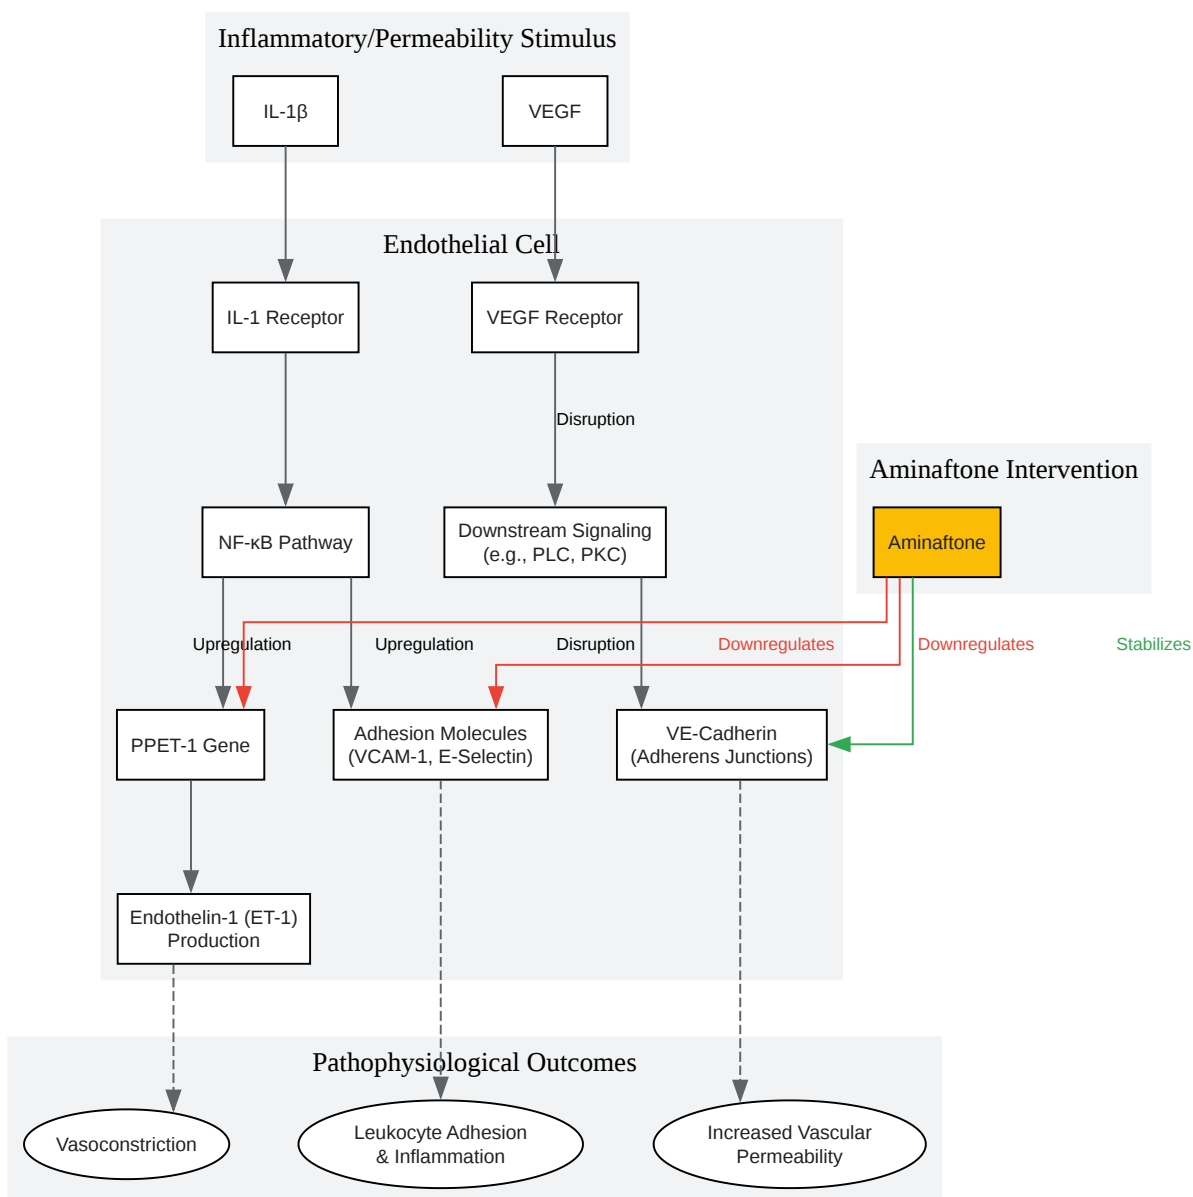 Inflammatory/Permeability Stimulus
IL-1β
VEGF
Endothelial Cell
IL-1 Receptor
VEGF Receptor
Disruption
Aminaftone Intervention
NF-κB Pathway
Downstream Signaling
(e.g., PLC, PKC)
Aminaftone
Upregulation
Upregulation
Disruption
Downregulates
Downregulates
Stabilizes
PPET-1 Gene
Adhesion Molecules
(VCAM-1, E-Selectin)
VE-Cadherin
(Adherens Junctions)
Endothelin-1 (ET-1)
Production
Pathophysiological Outcomes
Vasoconstriction
Leukocyte Adhesion
& Inflammation
Increased Vascular
Permeability